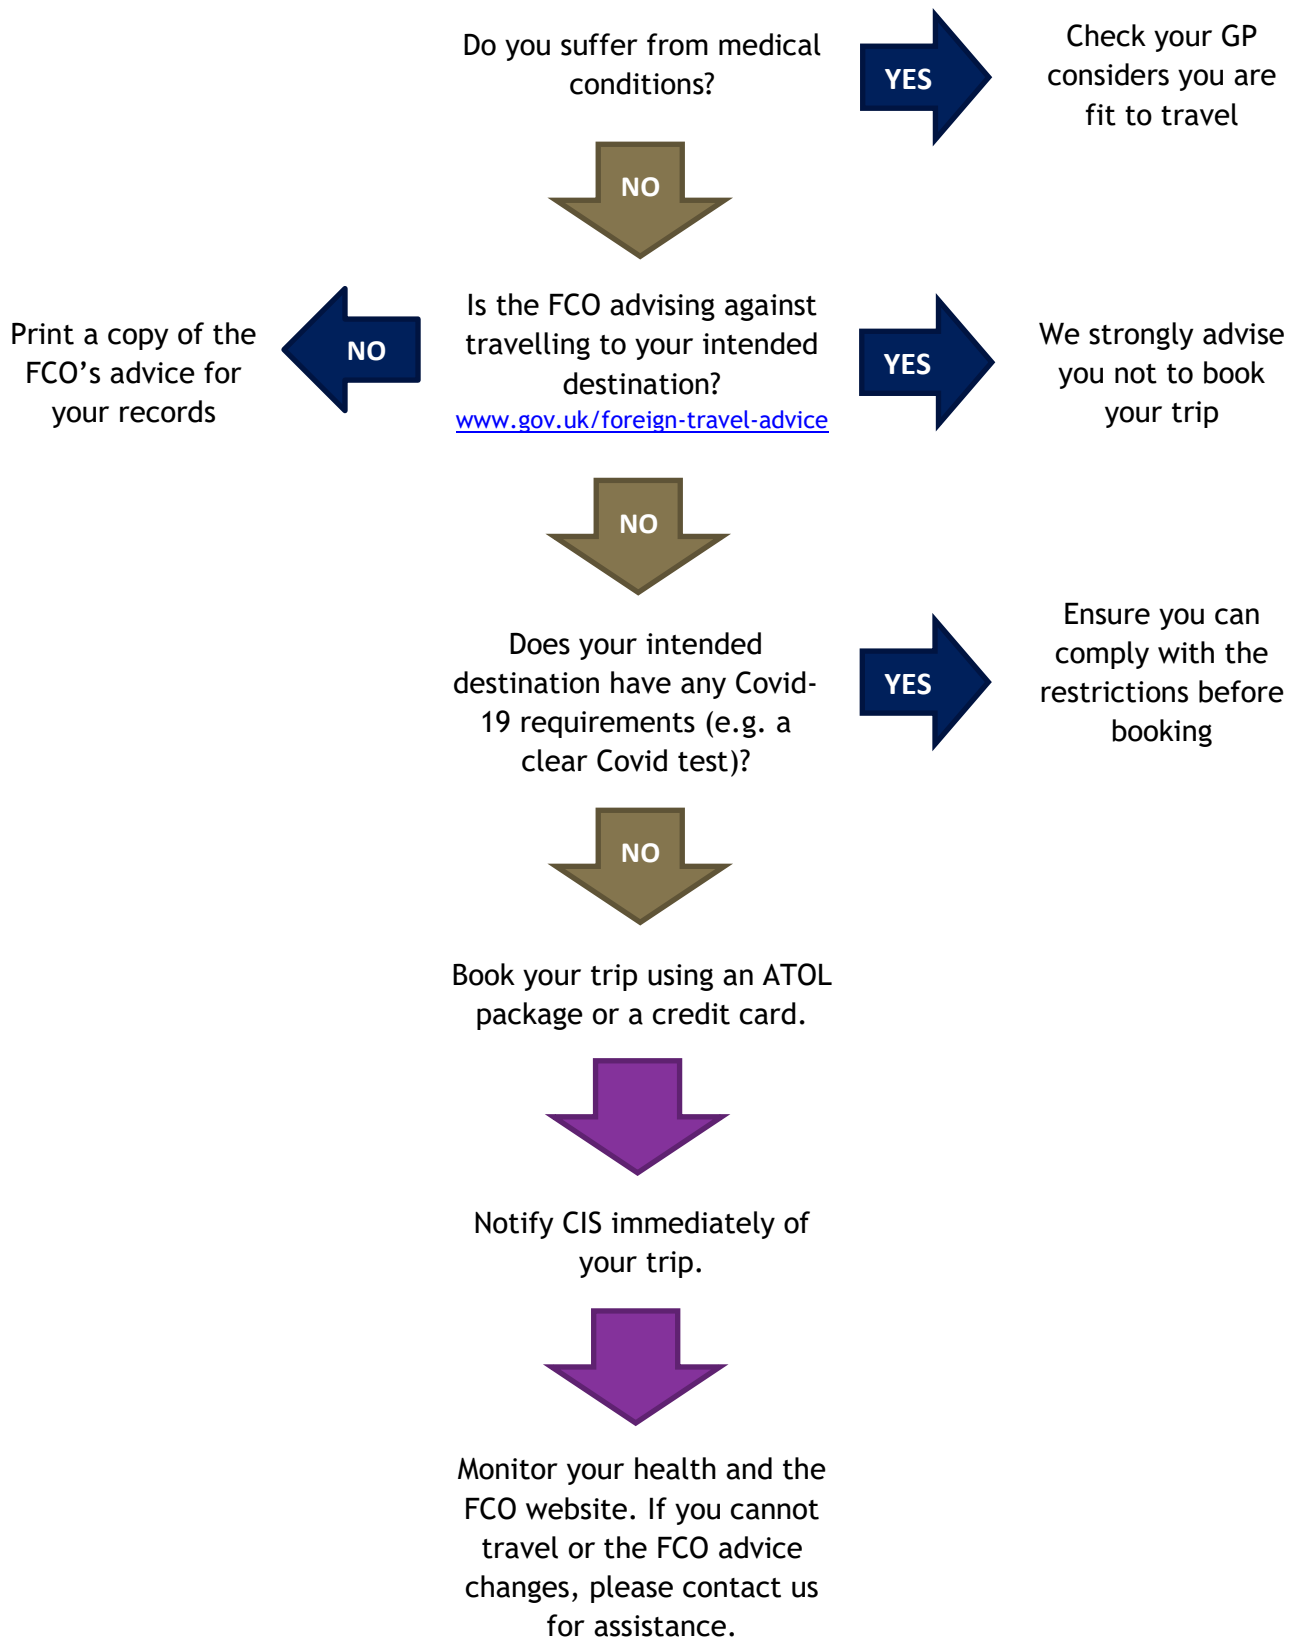 Do you suffer from medical
conditions?
YES
Check your GP
considers you are
fit to travel
NO
Print a copy of the
FCO’s advice for
your records
NO
Is the FCO advising against
travelling to your intended
destination?
www.gov.uk/foreign-travel-advice
YES
We strongly advise
you not to book
your trip
NO
Does your intended
destination have any Covid-
19 requirements (e.g. a
clear Covid test)?
YES
Ensure you can
comply with the
restrictions before
booking
NO
Book your trip using an ATOL
package or a credit card.
Notify CIS immediately of
your trip.
Monitor your health and the
FCO website. If you cannot
travel or the FCO advice
changes, please contact us
for assistance.